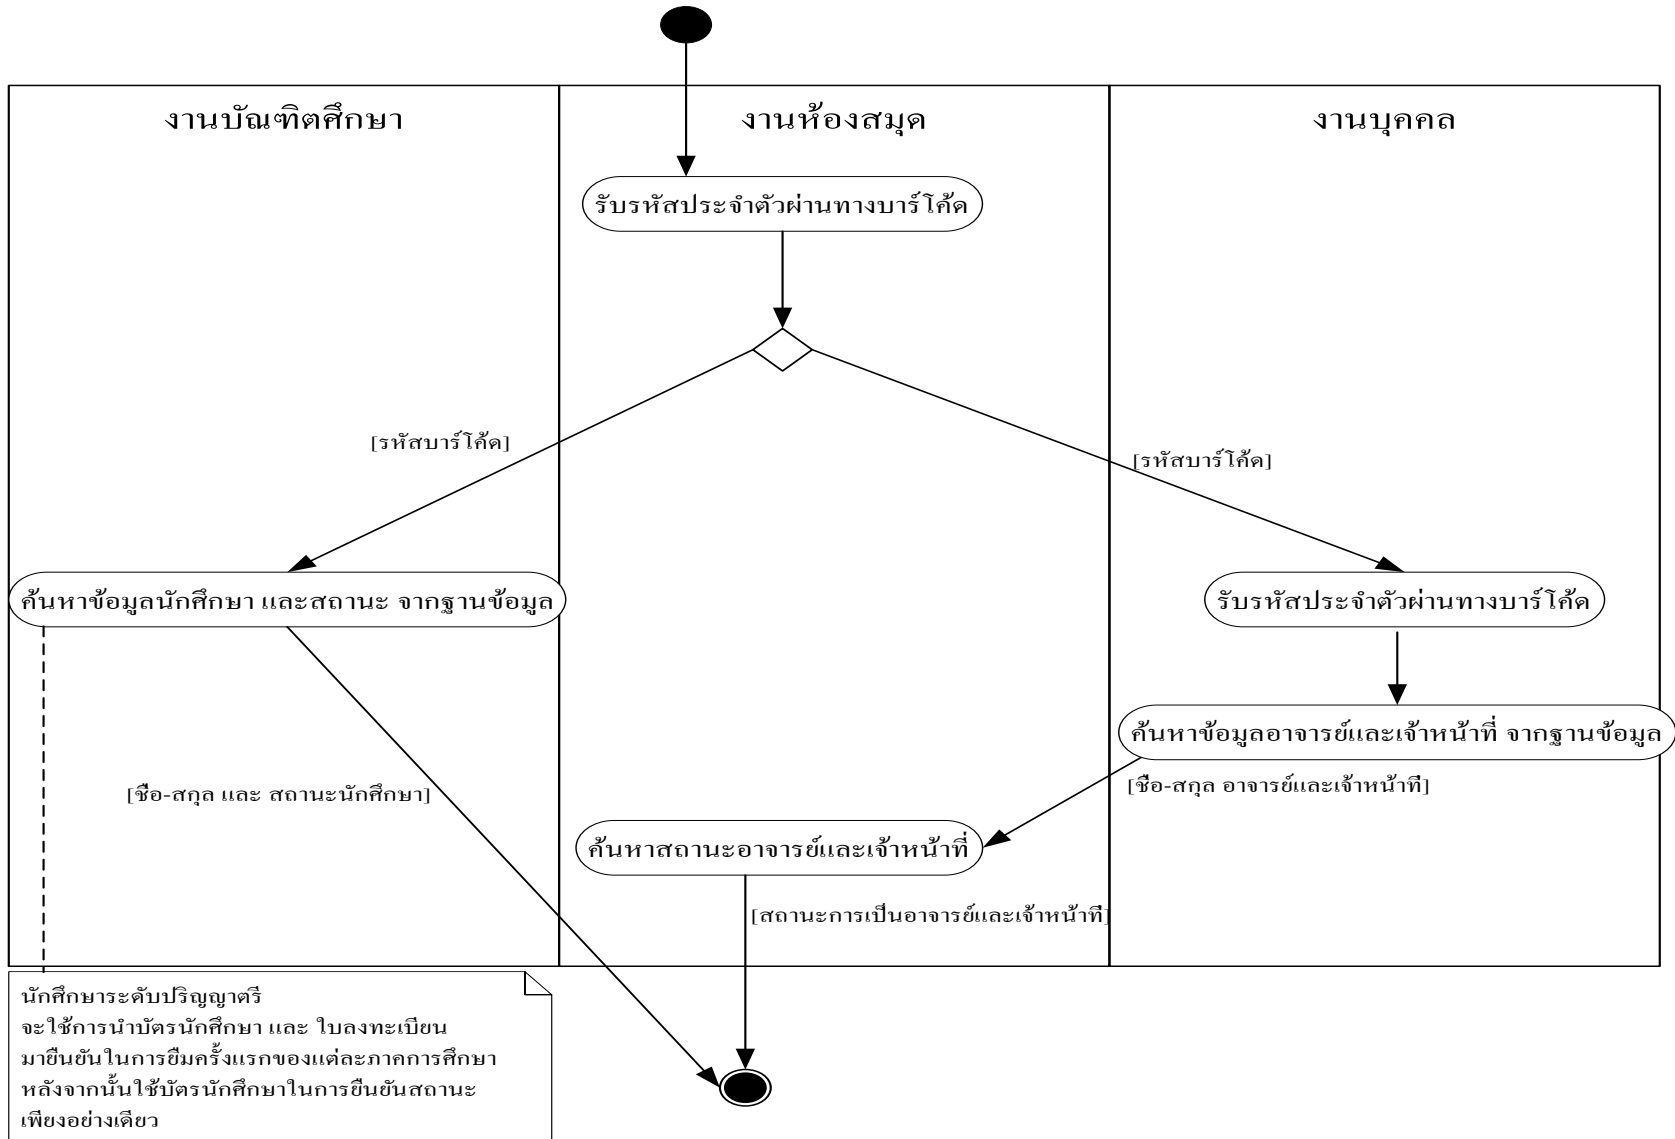 งานบัณฑิตศึกษา
งานห้องสมุด
งานบุคคล
รับรหัสประจำตัวผ่านทางบาร์โค้ด
[รหัสบาร์โค้ด]
[รหัสบาร์โค้ด]
ค้นหาข้อมูลนักศึกษา และสถานะ จากฐานข้อมูล
รับรหัสประจำตัวผ่านทางบาร์โค้ด
ค้นหาข้อมูลอาจารย์และเจ้าหน้าที่ จากฐานข้อมูล
[ชื่อ-สกุล และ สถานะนักศึกษา]
[ชื่อ-สกุล อาจารย์และเจ้าหน้าที่]
ค้นหาสถานะอาจารย์และเจ้าหน้าที่
[สถานะการเป็นอาจารย์และเจ้าหน้าที่]
นักศึกษาระดับปริญญาตรี
จะใช้การนำบัตรนักศึกษา และ ใบลงทะเบียน
มายืนยันในการยืมครั้งแรกของแต่ละภาคการศึกษา
หลังจากนั้นใช้บัตรนักศึกษาในการยืนยันสถานะ
เพียงอย่างเดียว